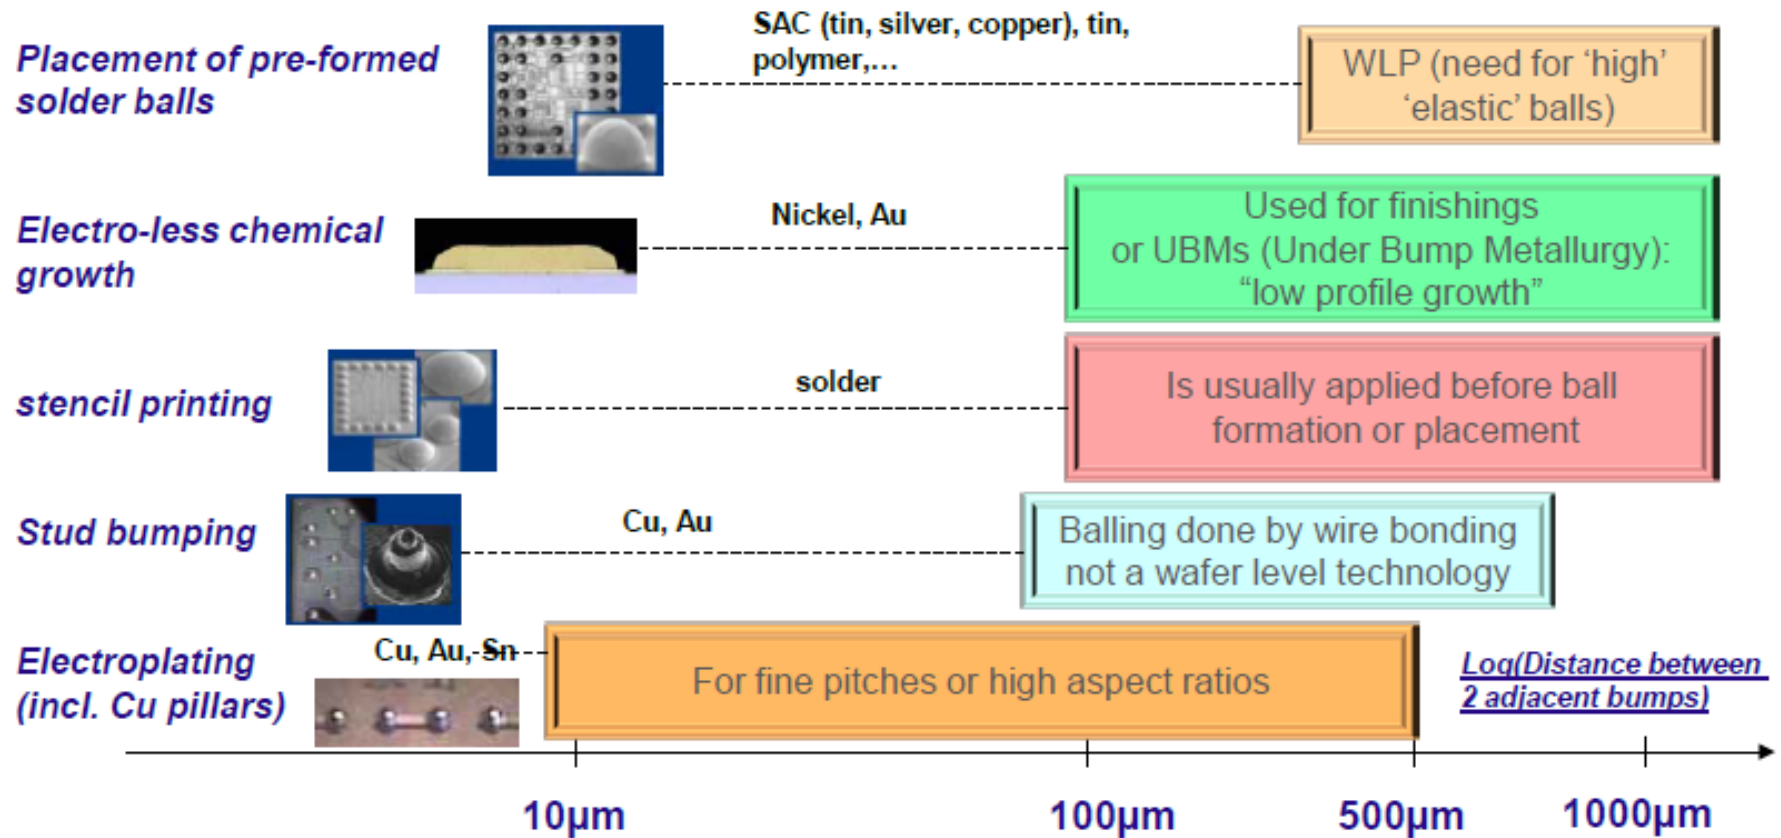 Placement of pre-formed
solder balls
SAC (tin, silver, copper), tin,
polymer,...
WLP (need for ‘high’
‘elastic’ balls)
Electro-less chemical
growth
Nickel, Au
Used for finishings
or UBMs (Under Bump Metallurgy):
“low profile growth”
stencil printing
solder
Is usually applied before ball
formation or placement
Stud bumping
Cu, Au
Balling done by wire bonding
not a wafer level technology
Electroplating
(incl. Cu pillars)
Cu, Au, Sn
For fine pitches or high aspect ratios
Log(Distance between
2 adjacent bumps)
10µm
100µm
500µm
1000µm